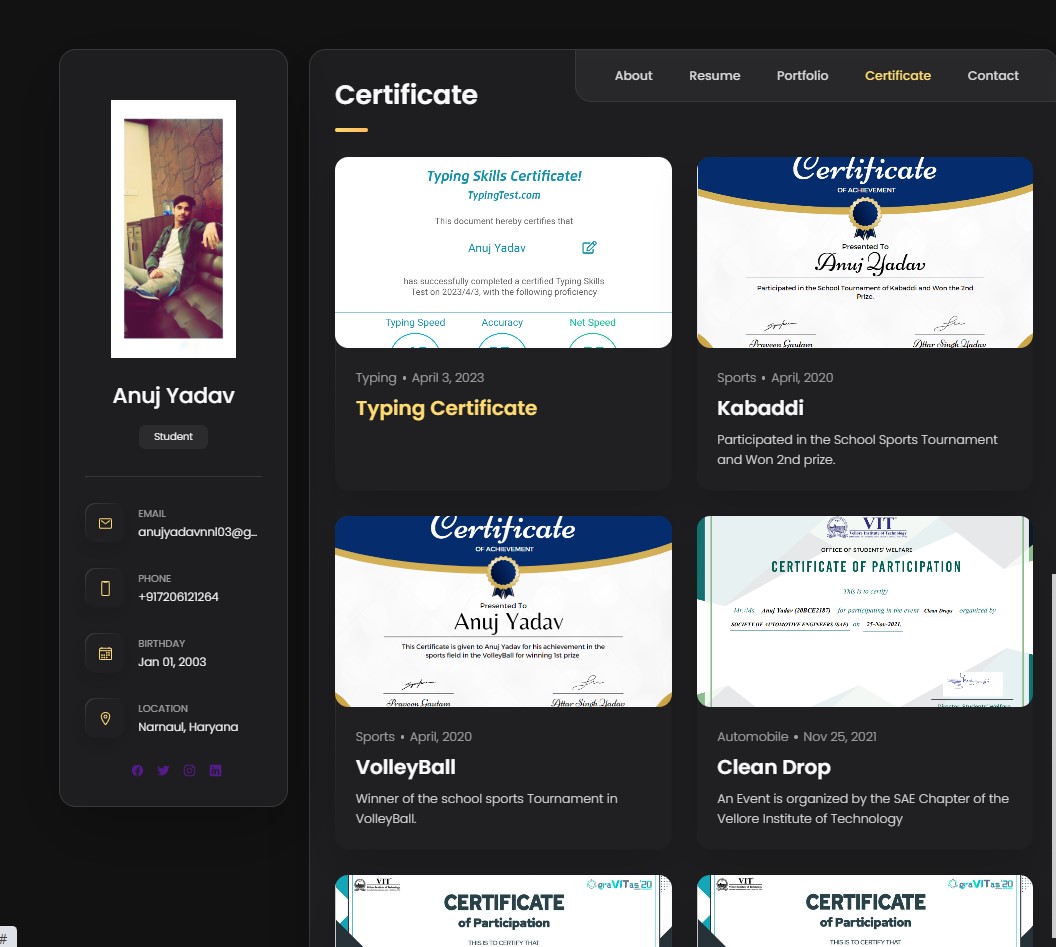 About Resume Portfolio Certificate Contact
Certificate
Anuj Yadav
Student
EMAIL
anujyadavnnl03@g...
PHONE
+917206121264
BIRTHDAY
Jan 01, 2003
LOCATION
Narnaul, Haryana
Typing Skills Certificate!
TypingTest.com
This document hereby certifies that
Anuj Yadav
has successfully completed a certified Typing Skills
Test on 2023/4/3, with the following proficiency
Typing Speed Accuracy Net Speed
Typing • April 3, 2023
Typing Certificate
Certificate
OF ACHIEVEMENT
Presented To
Anuj Yadav
Participated in the School Tournament of Kabaddi and Won the 2nd
Prize.
Praveen Gautam Attar Singh Yadav
Sports • April, 2020
Kabaddi
Participated in the School Sports Tournament
and Won 2nd prize.
Certificate
OF ACHIEVEMENT
Presented To
Anuj Yadav
This Certificate is given to Anuj Yadav for his achievement in the
sports field in the VolleyBall for winning 1st prize
Praveen Gautam Attar Singh Yadav
Sports • April, 2020
VolleyBall
Winner of the school sports Tournament in
VolleyBall.
VIT
Vellore Institute of Technology
OFFICE OF STUDENTS' WELFARE
CERTIFICATE OF PARTICIPATION
This is to certify
Mr./Ms. Anuj Yadav (20BCE2187) for participating in the event Clean Drops organized by
SOCIETY OF AUTOMOTIVE ENGINEERS (SAE) on 25-Nov-2021.
Director, Students' Welfare
Automobile • Nov 25, 2021
Clean Drop
An Event is organized by the SAE Chapter of the
Vellore Institute of Technology
VIT graVITas'20
CERTIFICATE
of Participation
THIS IS TO CERTIFY THAT
VIT graVITas'20
CERTIFICATE
of Participation
THIS IS TO CERTIFY THAT
#